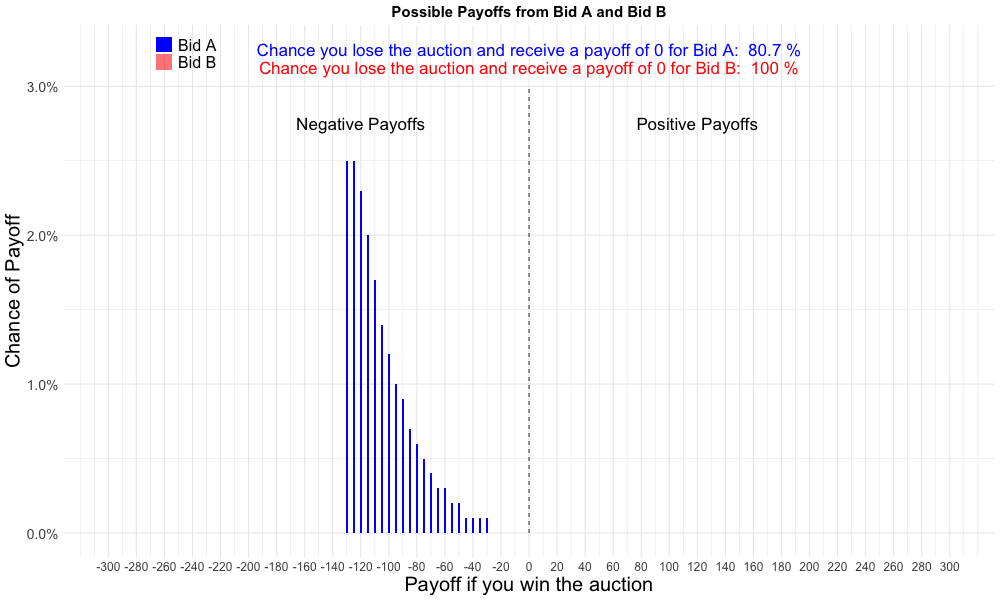 Possible Payoffs from Bid A and Bid B
Bid A
Bid B
Chance you lose the auction and receive a payoff of 0 for Bid A:  80.7 %
Chance you lose the auction and receive a payoff of 0 for Bid B:  100 %
Negative Payoffs
Positive Payoffs
Chance of Payoff
3.0%
2.0%
1.0%
0.0%
-300 -280 -260 -240 -220 -200 -180 -160 -140 -120 -100 -80 -60 -40 -20 0 20 40 60 80 100 120 140 160 180 200 220 240 260 280 300
Payoff if you win the auction